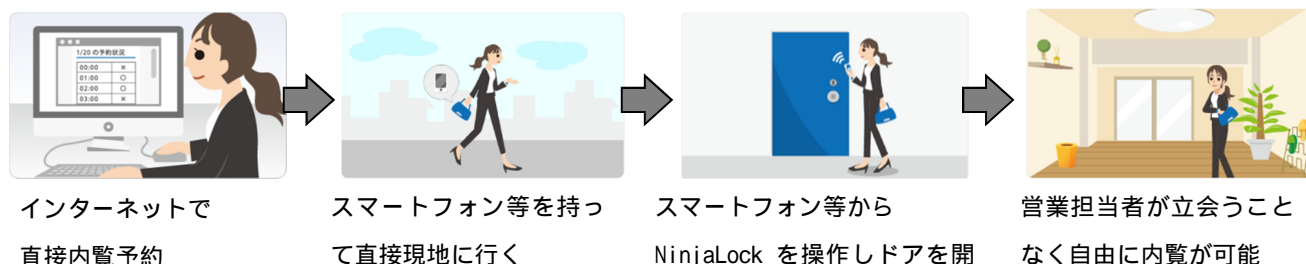 1/20 の予約状況
00:00 ×
01:00 ○
02:00 ○
03:00 ×
インターネットで
直接内覧予約
スマートフォン等を持っ
て直接現地に行く
スマートフォン等から
NinjaLock を操作しドアを開
営業担当者が立会うこと
なく自由に内覧が可能